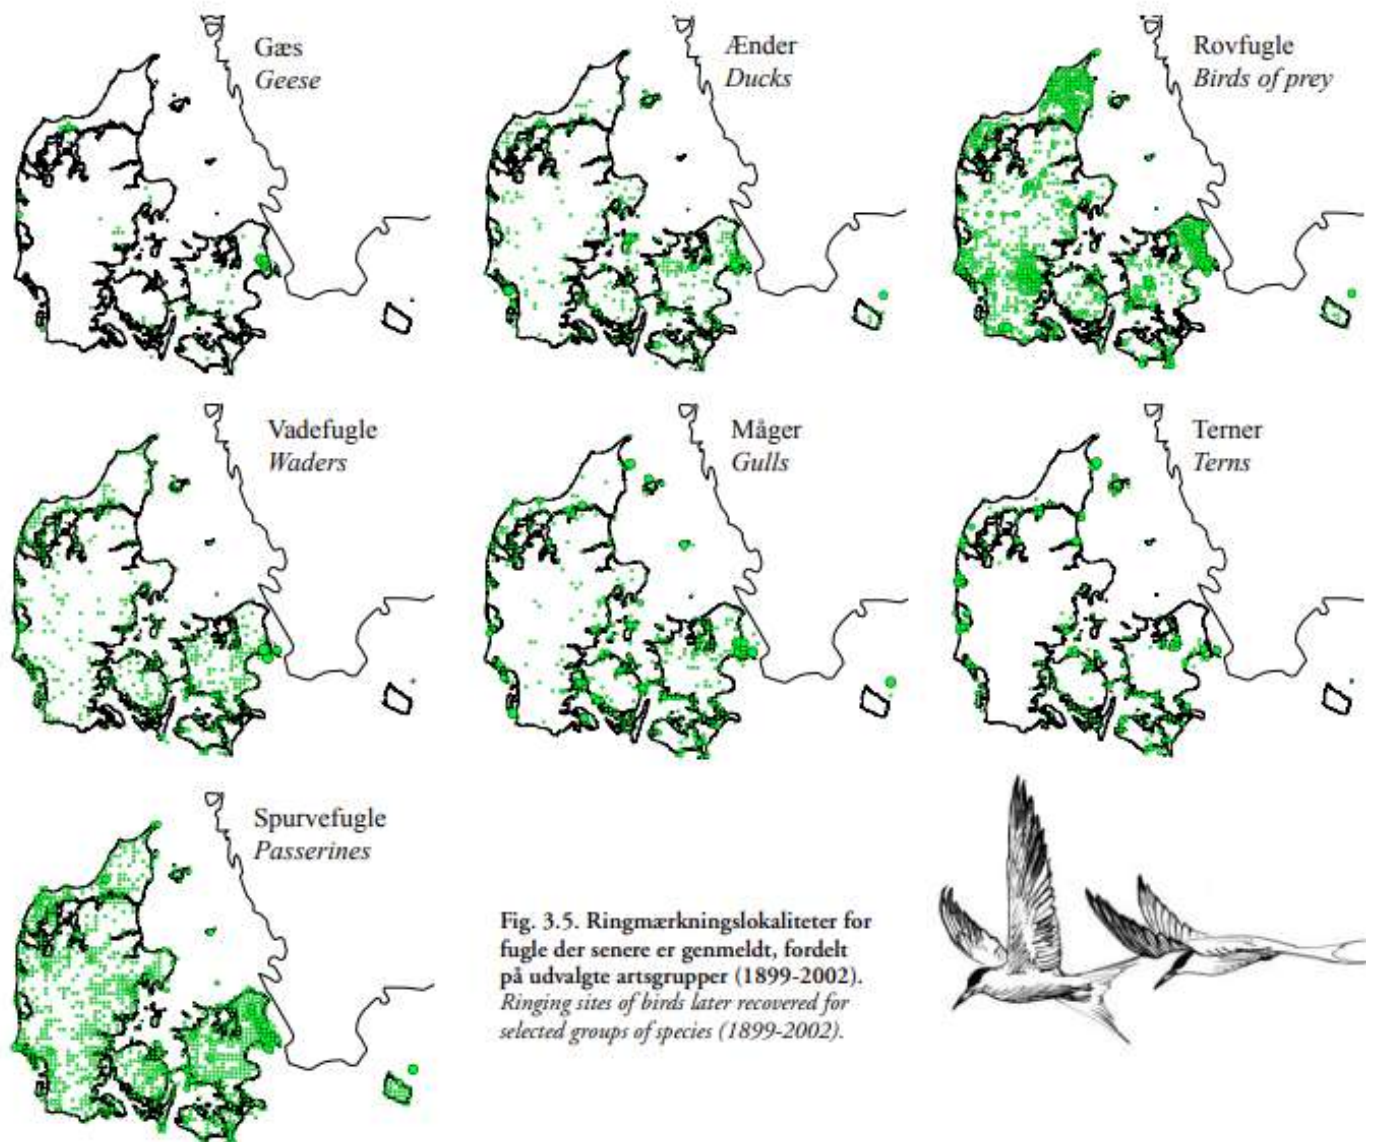 Gæs
Geese
Ænder
Ducks
Rovfugle
Birds of prey
Vadefugle
Waders
Måger
Gulls
Terner
Terns
Spurvefugle
Passerines
Fig. 3.5. Ringmærkningslokaliteter for
fugle der senere er genmeldt, fordelt
på udvalgte artsgrupper (1899-2002).
Ringing sites of birds later recovered for
selected groups of species (1899-2002).